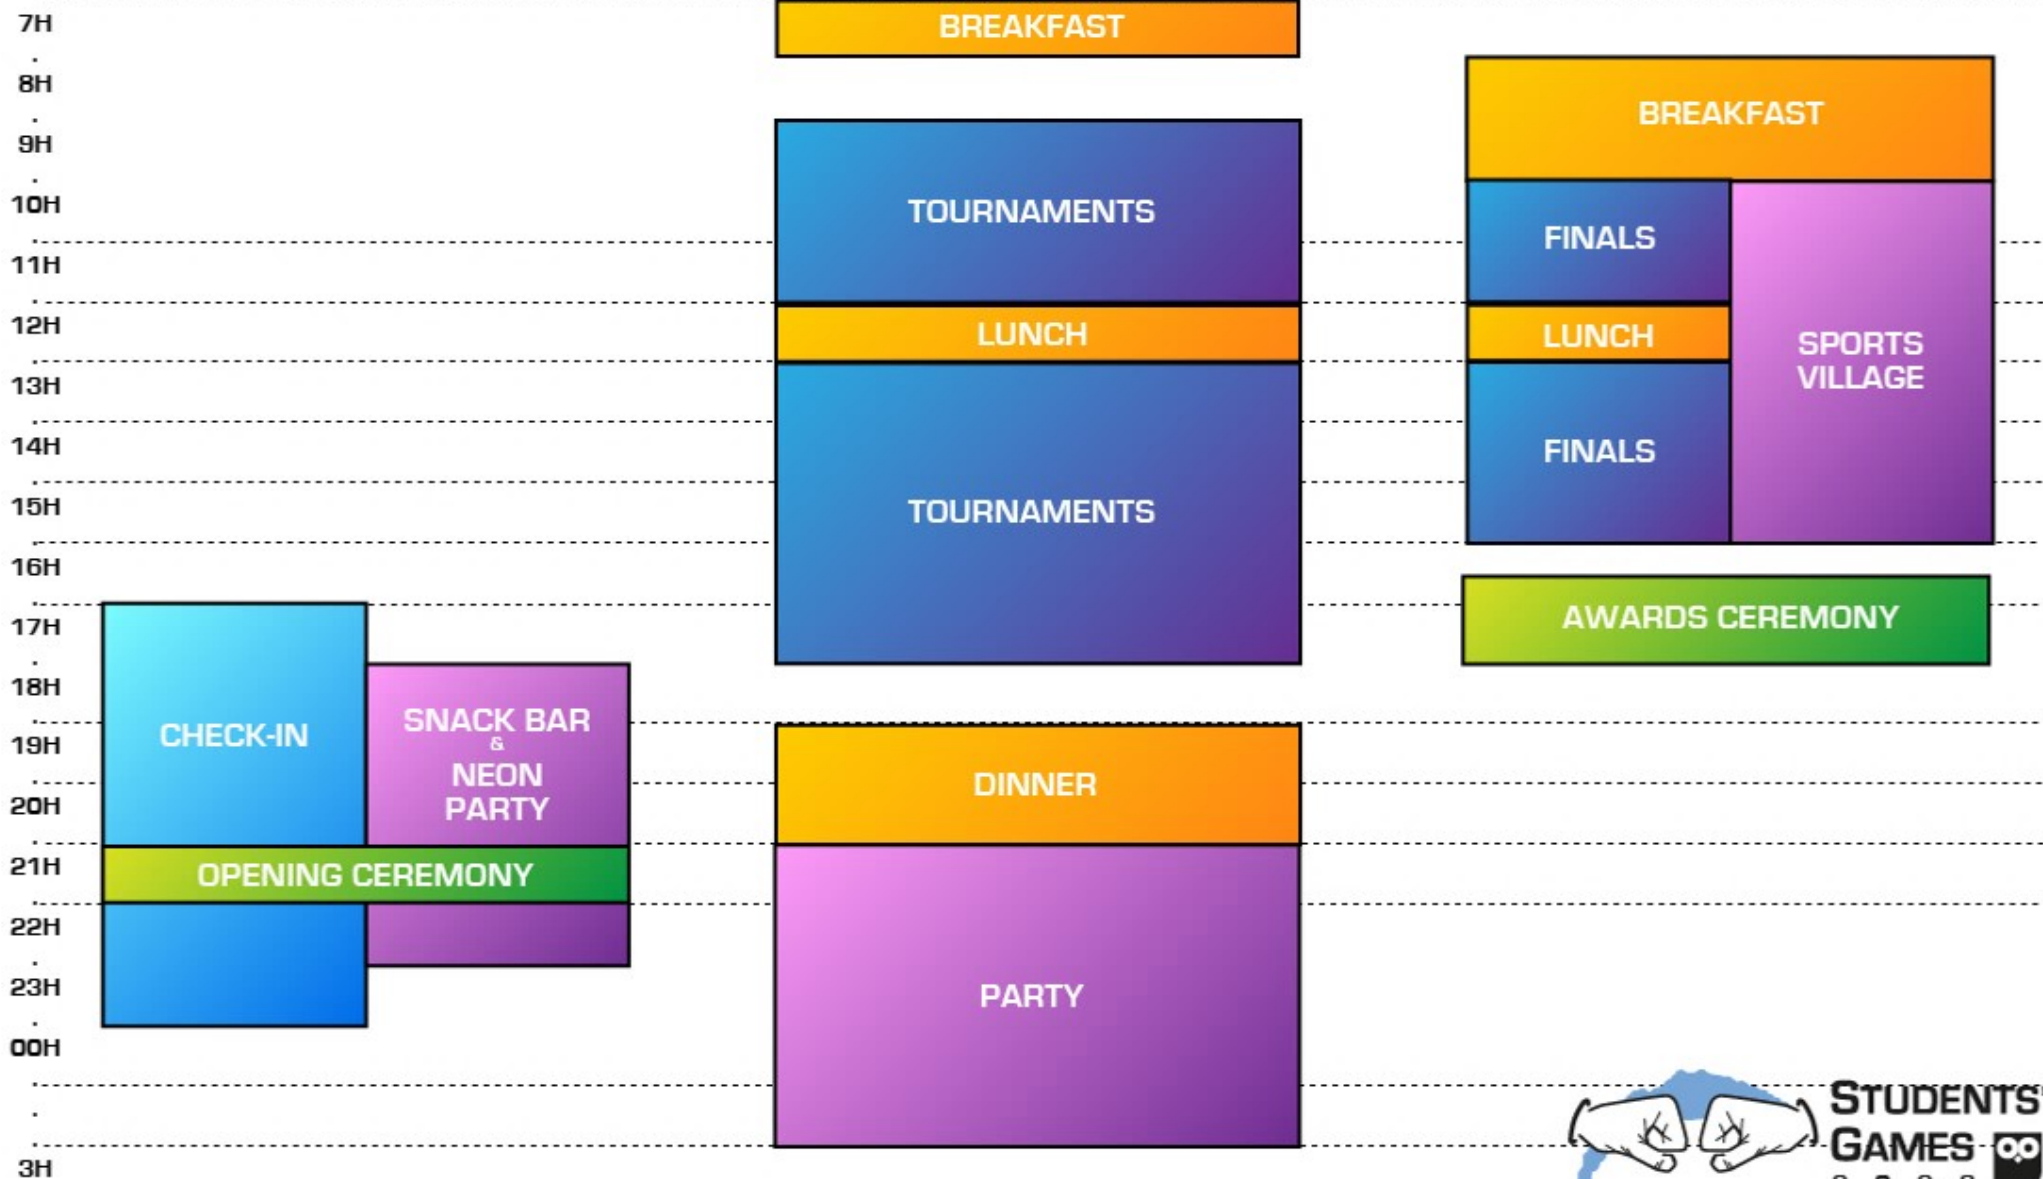 7H
8H
9H
10H
11H
12H
13H
14H
15H
16H
17H
18H
19H
20H
21H
22H
23H
00H
3H
CHECK-IN
SNACK BAR
&
NEON
PARTY
OPENING CEREMONY
BREAKFAST
TOURNAMENTS
LUNCH
TOURNAMENTS
DINNER
PARTY
BREAKFAST
FINALS
LUNCH
FINALS
SPORTS
VILLAGE
AWARDS CEREMONY
STUDENTS'
GAMES